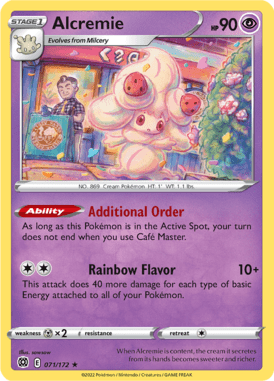 STAGE 1
Alcremie
HP 90
Evolves from Milcery
NO. 869 Cream Pokémon HT: 1' WT: 1.1 lbs.
Ability Additional Order
As long as this Pokémon is in the Active Spot, your turn
does not end when you use Café Master.
Rainbow Flavor 10+
This attack does 40 more damage for each type of basic
Energy attached to all of your Pokémon.
weakness ×2 resistance retreat
When Alcremie is content, the cream it secretes
from its hands becomes sweeter and richer.
071/172 ★
©2022 Pokémon / Nintendo / Creatures / GAME FREAK